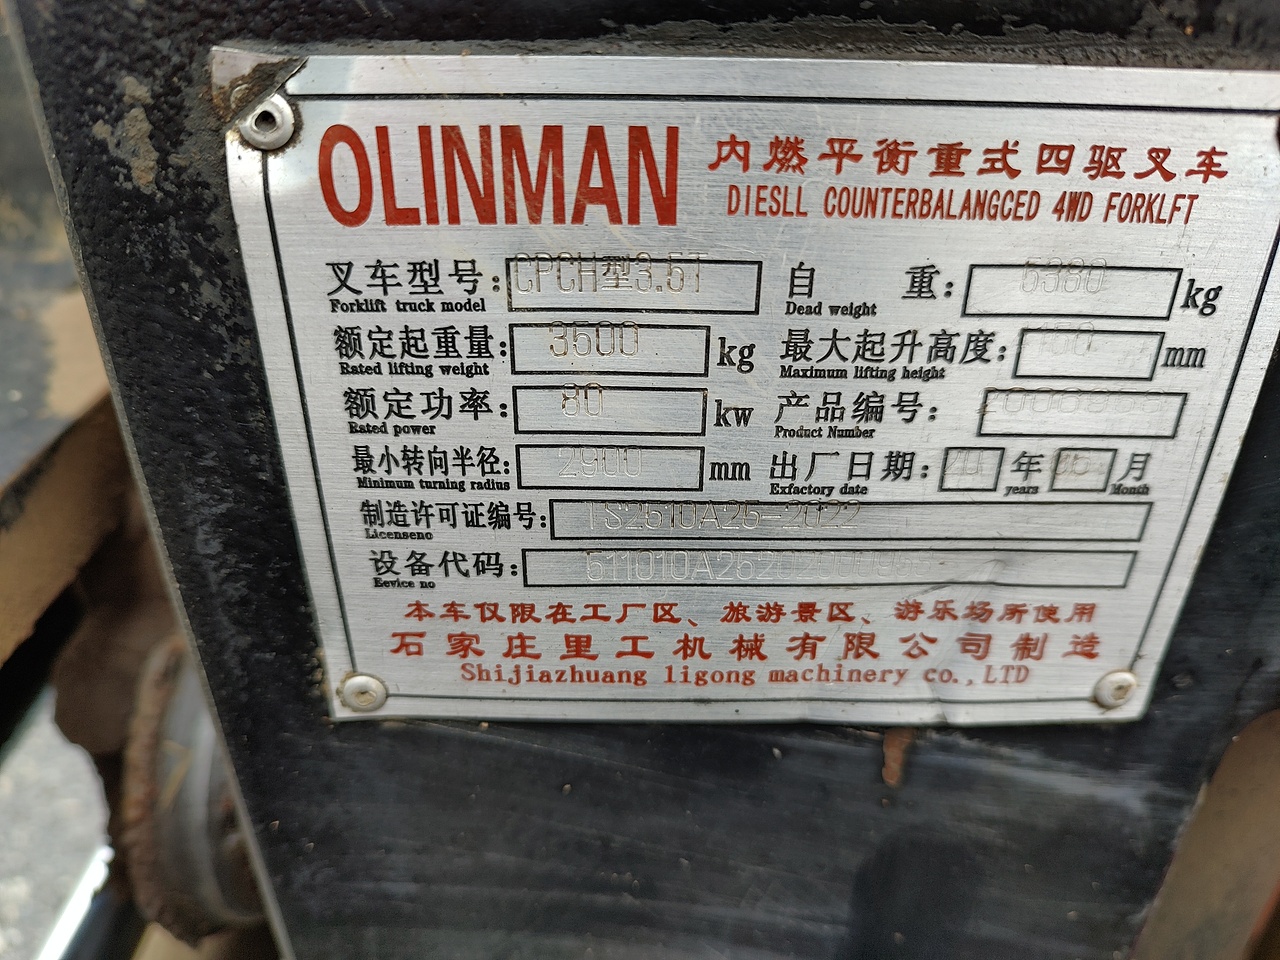 OLINMAN 内燃平衡重式四驱叉车
DIESLL COUNTERBALANGCED 4WD FORKLFT
叉车型号: CPCH型3.5T 自重: 5380 kg
Forklift truck model Dead weight
额定起重量: 3500 kg 最大起升高度: mm
Rated lifting weight Maximum lifting height
额定功率: 80 kw 产品编号:
Rated power Product Number
最小转向半径: 2900 mm 出厂日期: 年 月
Minimum turning radius Exfactory date years Month
制造许可证编号: TS2510A25-2022
Licenseno
设备代码:
Eevice no
本车仅限在工厂区、旅游景区、游乐场所使用
石家庄里工机械有限公司制造
Shijiazhuang ligong machinery co.,LTD